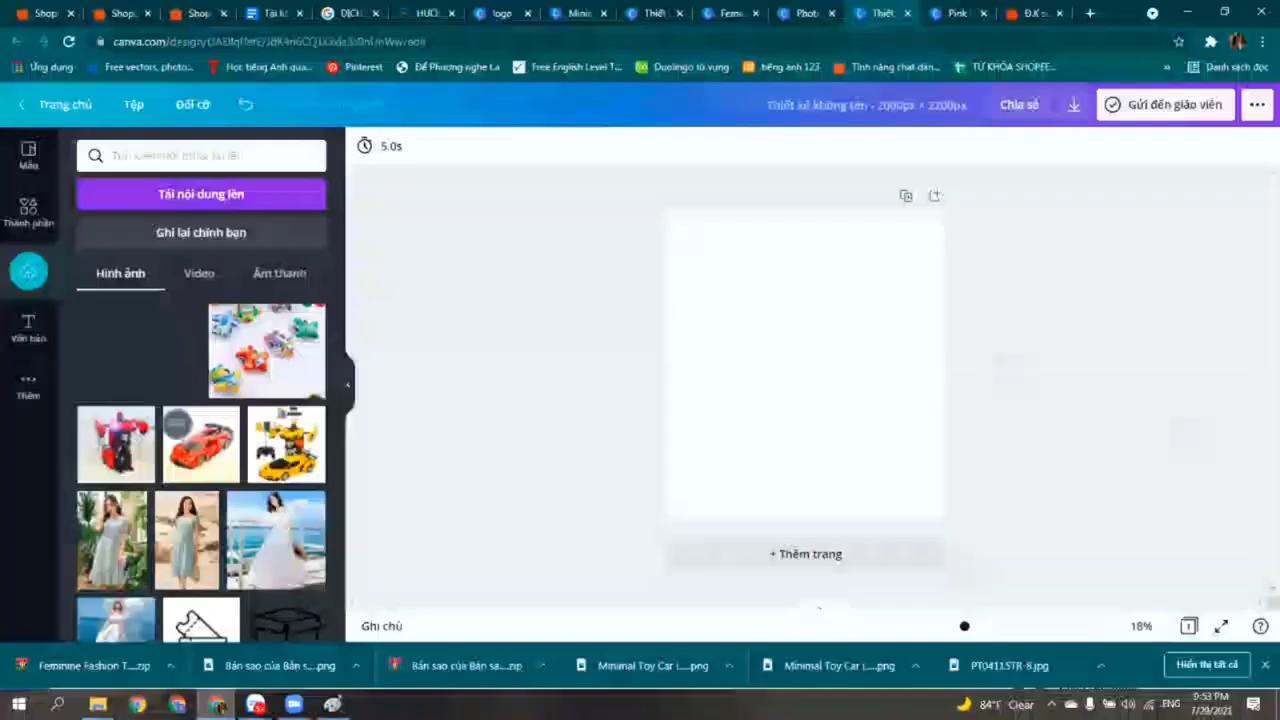 Shop
Shop
Shop
Tài k
DỊCH
HƯỚ
logo
Mini
Thiết
Femi
Phot
Thiết
Pink
Đ.K
canva.com/design/
Ứng dụng
Free vectors, photo...
Học tiếng Anh qua...
Pinterest
Để Phương nghe
Free English Level T...
Duolingo từ vựng
tiếng anh 123
Tính năng chat dàn...
TỪ KHÓA SHOPEE...
»
Danh sách đọc
Trang chủ
Tệp
Đổi cỡ
Thiết kế không tên - 2000px × 2200px
Chia sẻ
Gửi đến giáo viên
Mẫu
5.0s
Tải nội dung lên
Thành phần
Ghi lại chính bạn
Hình ảnh
Video
Âm thanh
Văn bản
Thêm
+ Thêm trang
Ghi chú
18%
1
Feminine Fashion T....zip
Bản sao của Bản s....png
Bản sao của Bản sa....zip
Minimal Toy Car i....png
Minimal Toy Car i....png
PT04115TR-8.jpg
Hiển thị tất cả
84°F Clear
ENG
9:53 PM
7/29/2021